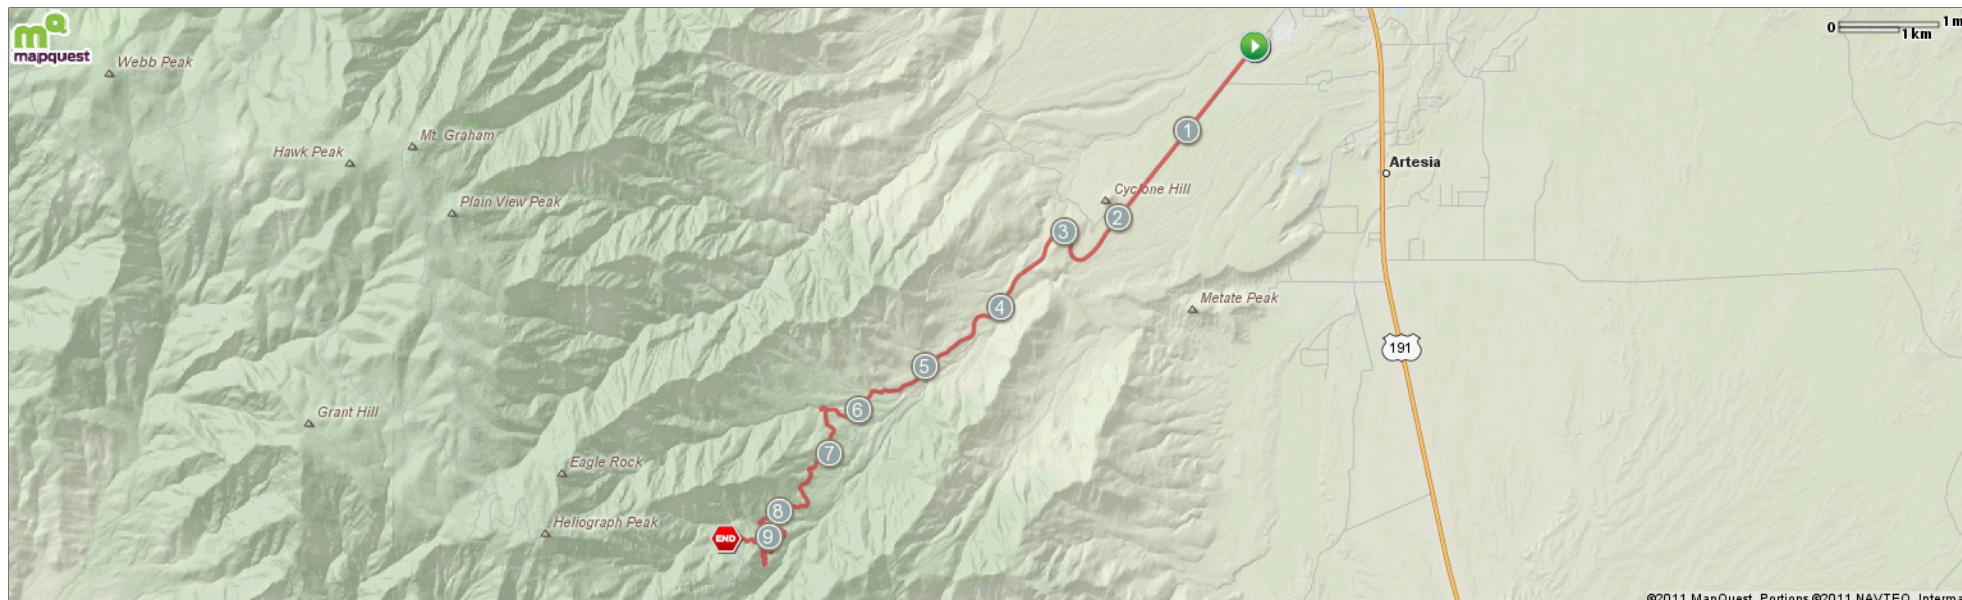 mq
mapquest
Webb Peak
0
1 m
1 km
1
Mt. Graham
Hawk Peak
Artesia
Cyclone Hill
Plain View Peak
2
3
Metate Peak
4
191
5
6
Grant Hill
7
Eagle Rock
8
Heliograph Peak
END
9
©2011 MapQuest Portions ©2011 NAVTEQ, Interma